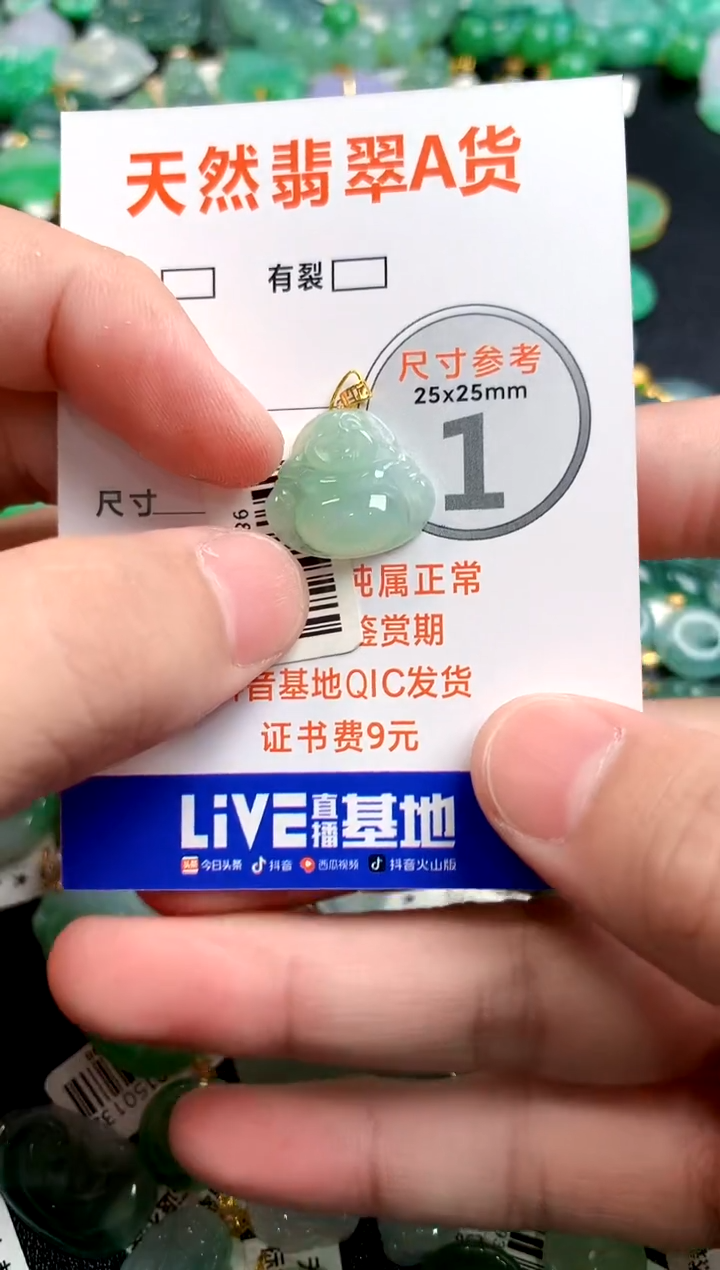 天然翡翠A货
有裂
尺寸参考
25x25mm
1
尺寸
36
纯属正常
鉴赏期
音基地QIC发货
证书费9元
LiVE直播基地
头条 今日头条 抖音 西瓜视频 抖音火山版